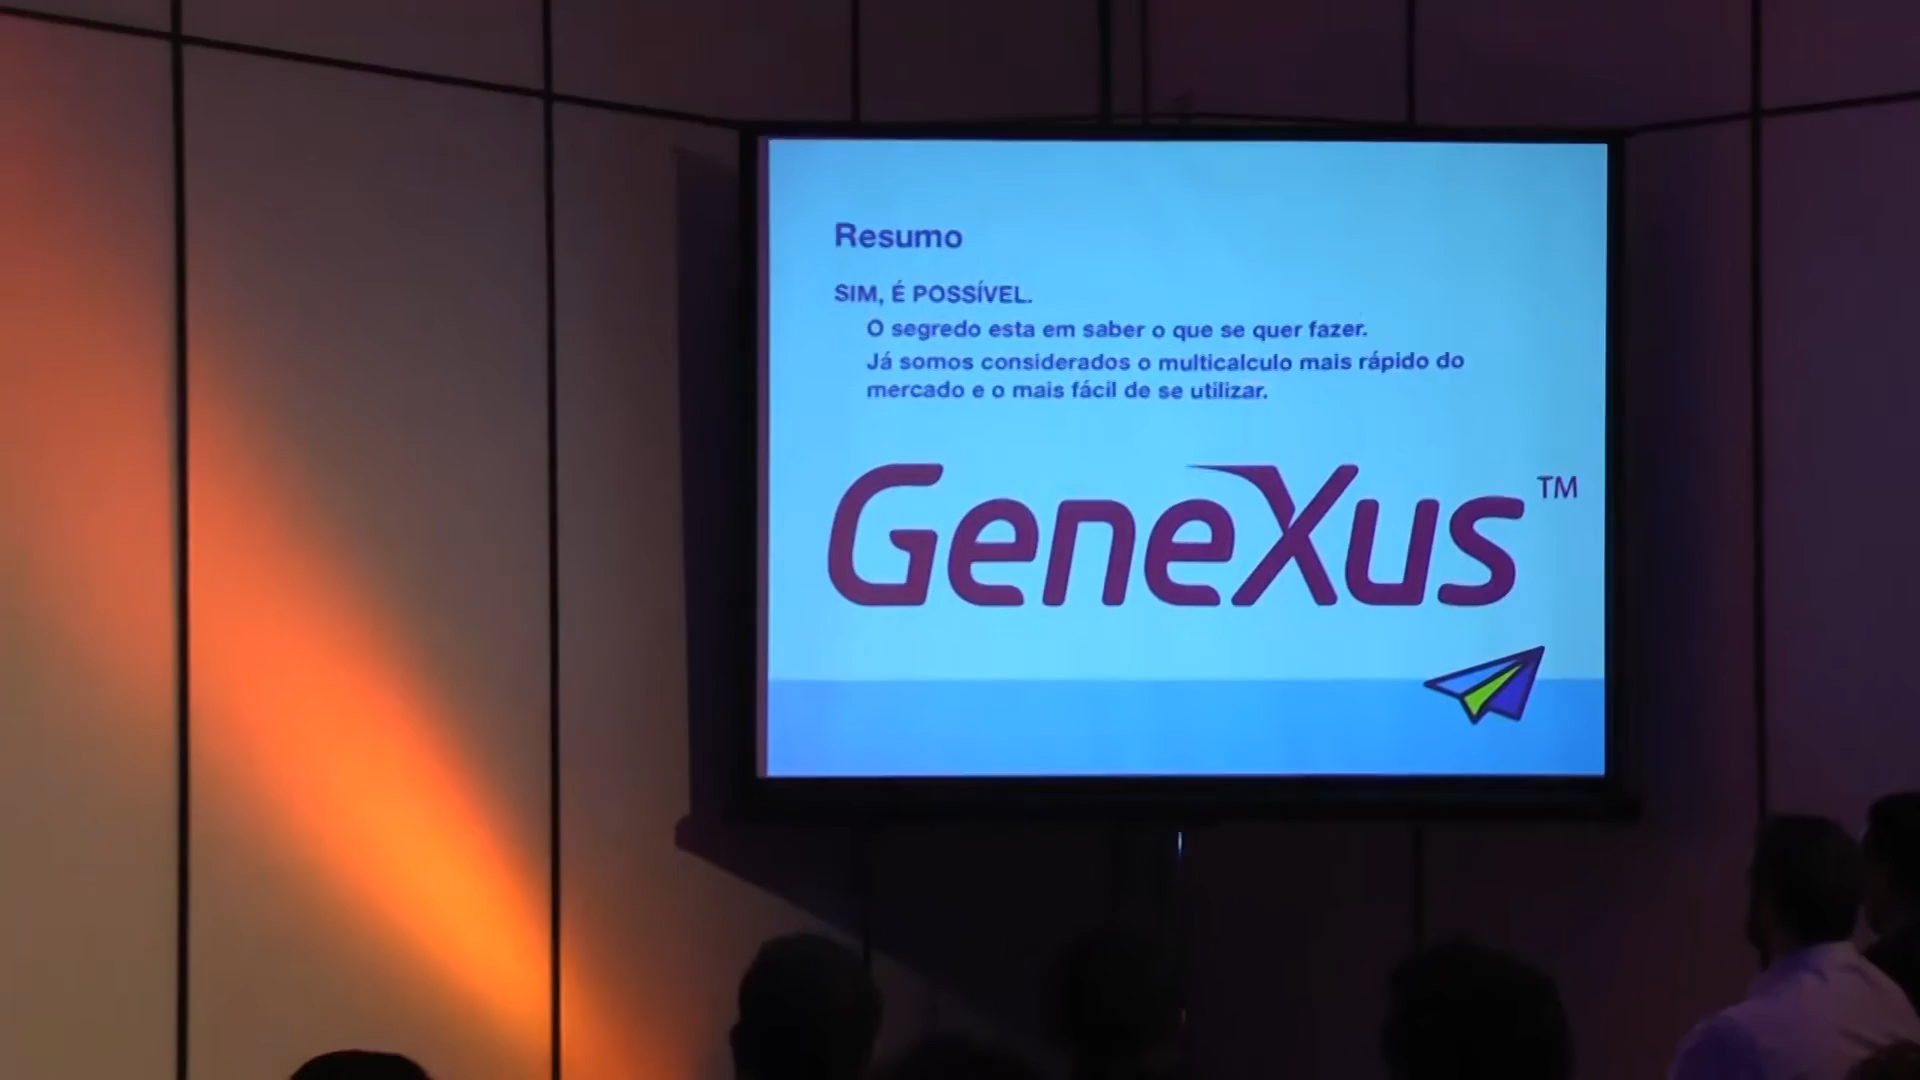 Resumo
SIM, É POSSÍVEL.
O segredo esta em saber o que se quer fazer.
Já somos considerados o multicalculo mais rápido do
mercado e o mais fácil de se utilizar.
GeneXus™